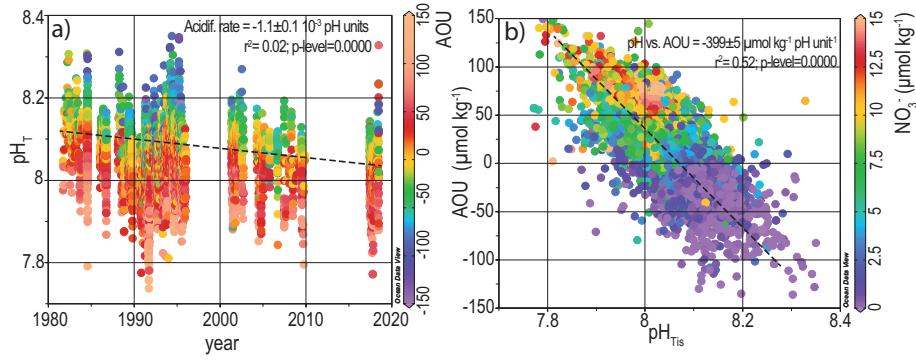 a)
Acidif. rate = -1.1±0.1 10⁻³ pH units
r²= 0.02; p-level=0.0000
pH_T
8.4
8.2
8
7.8
1980
1990
2000
2010
2020
year
Ocean Data View
AOU
150
100
50
0
-50
-100
-150
b)
pH vs. AOU = -399±5 µmol kg⁻¹ pH unit⁻¹
r²= 0.52; p-level=0.0000
AOU (µmol kg⁻¹)
150
100
50
0
-50
-100
-150
7.8
8
8.2
8.4
pH_Tis
Ocean Data View
NO₃⁻ (µmol kg⁻¹)
15
12.5
10
7.5
5
2.5
0